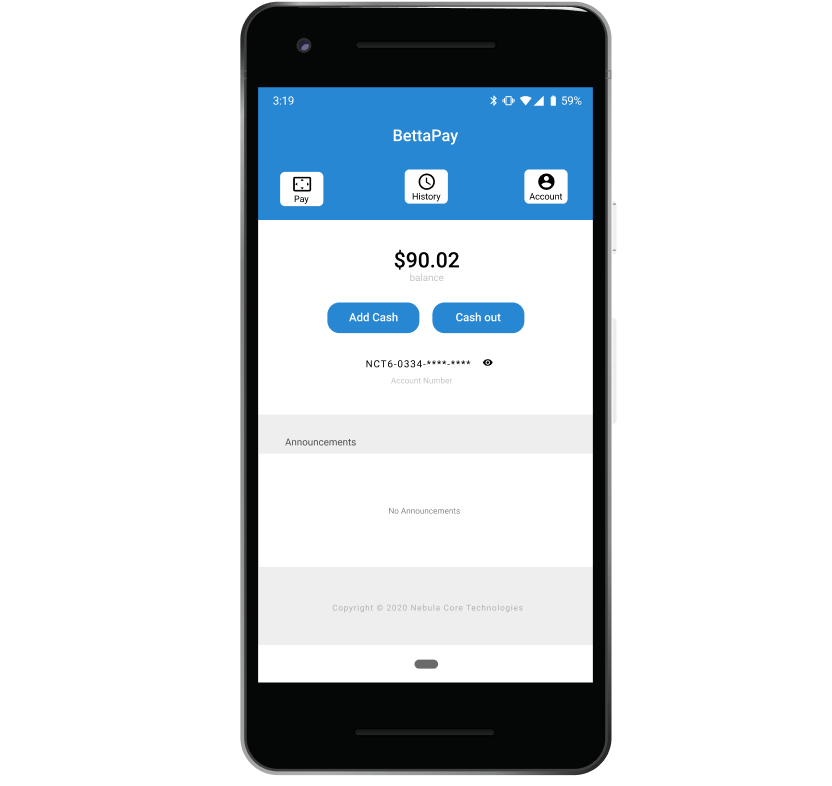 3:19
59%
BettaPay
Pay
History
Account
$90.02
balance
Add Cash
Cash out
NCT6-0334-****-****
Account Number
Announcements
No Announcements
Copyright © 2020 Nebula Core Technologies